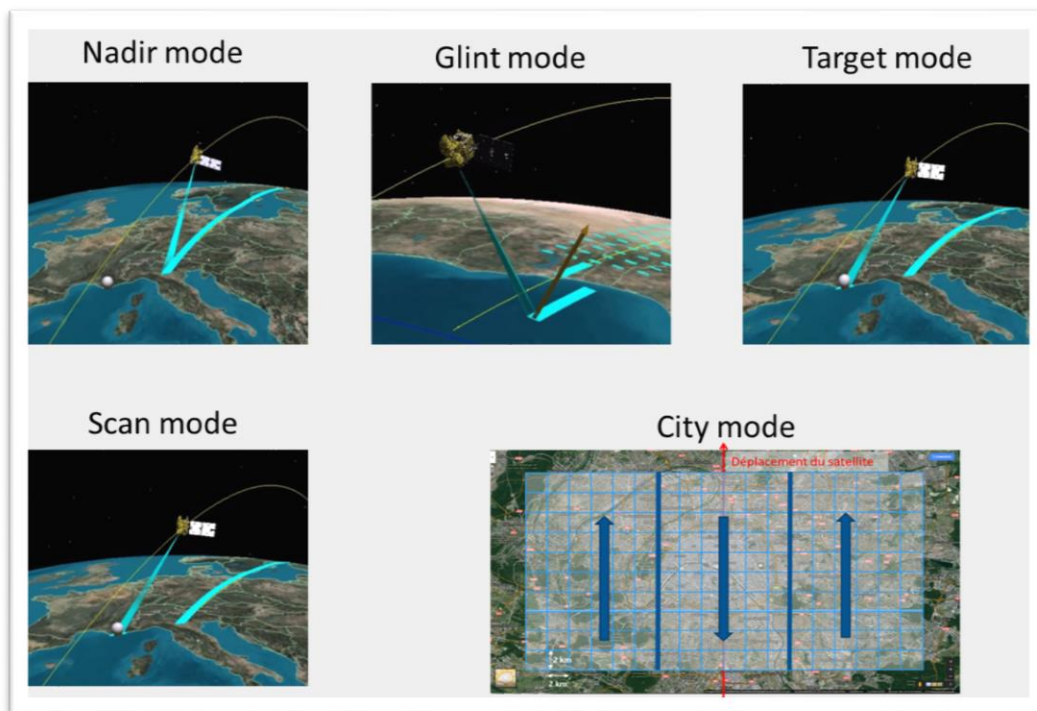 Nadir mode
Glint mode
Target mode
Scan mode
City mode
Déplacement du satellite
2 km
2 km